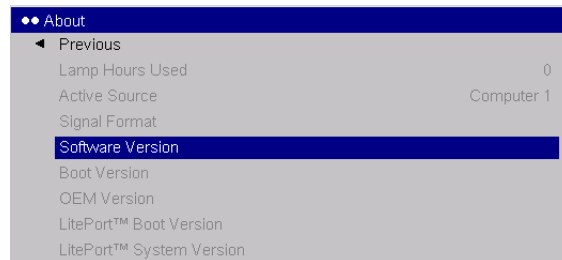 About
Previous
Lamp Hours Used 0
Active Source Computer 1
Signal Format
Software Version
Boot Version
OEM Version
LitePort™ Boot Version
LitePort™ System Version